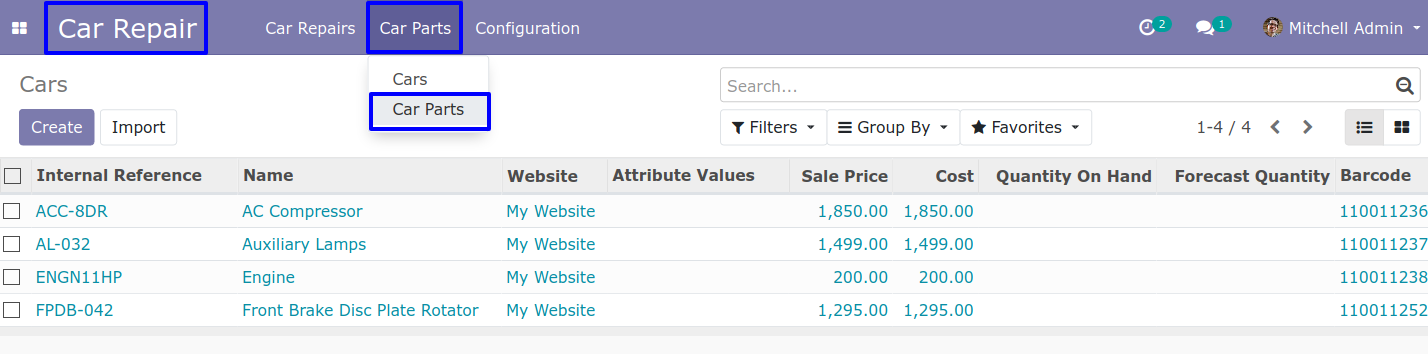 Car Repair Car Repairs Car Parts Configuration 2 1 Mitchell Admin
Cars
Car Parts
Cars
Search...
Create Import Filters Group By Favorites 1-4 / 4
Internal Reference Name Website Attribute Values Sale Price Cost Quantity On Hand Forecast Quantity Barcode
ACC-8DR AC Compressor My Website 1,850.00 1,850.00 110011236
AL-032 Auxiliary Lamps My Website 1,499.00 1,499.00 110011237
ENGN11HP Engine My Website 200.00 200.00 110011238
FPDB-042 Front Brake Disc Plate Rotator My Website 1,295.00 1,295.00 110011252